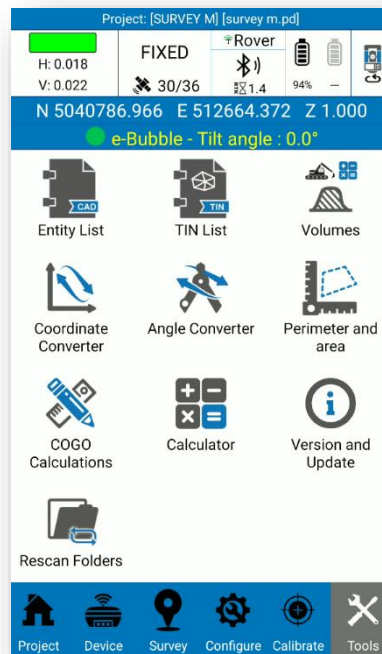 Project: [SURVEY M] [survey m.pd]
H: 0.018
V: 0.022
FIXED
30/36
Rover
1.4
94%
--
N 5040786.966 E 512664.372 Z 1.000
e-Bubble - Tilt angle : 0.0°
CAD
TIN
Entity List
TIN List
Volumes
Coordinate
Converter
Angle Converter
Perimeter and
area
COGO
Calculations
Calculator
Version and
Update
Rescan Folders
Project
Device
Survey
Configure
Calibrate
Tools